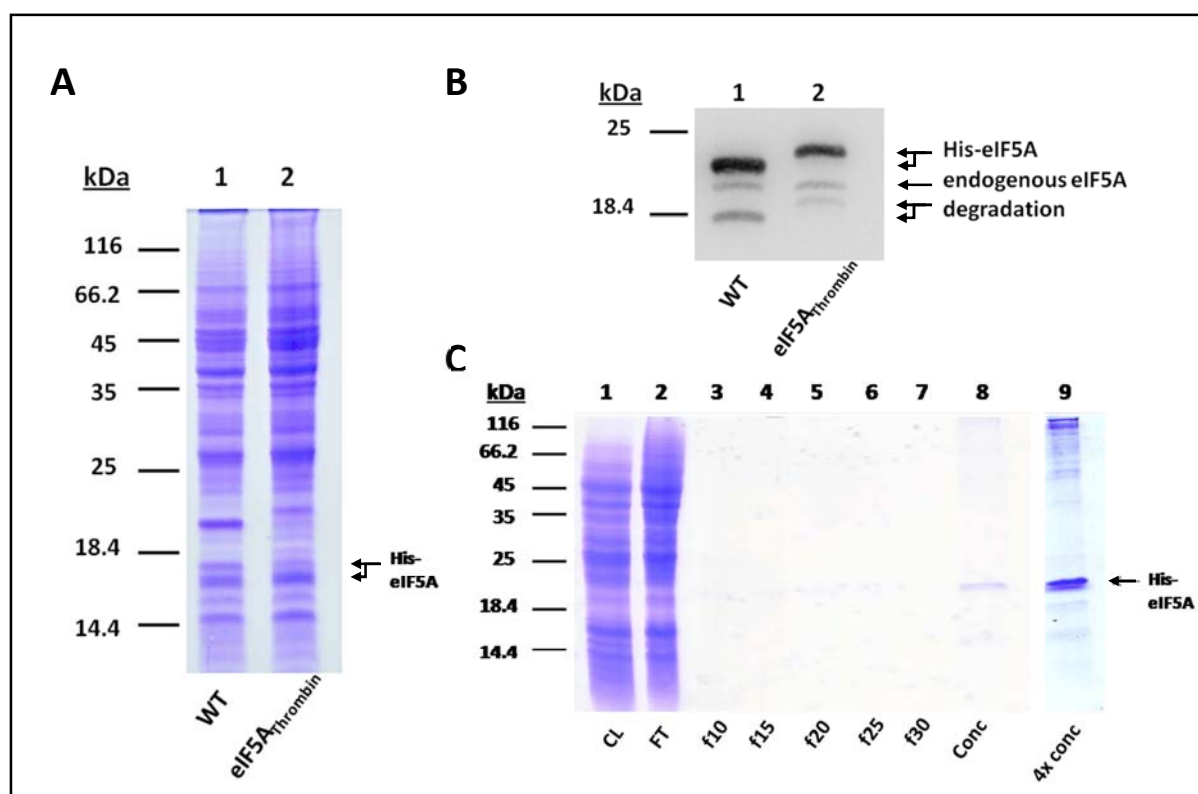 A
kDa
1 2
116
66.2
45
35
25
18.4
14.4
His-
eIF5A
WT
eIF5AThrombin
B
kDa
1 2
25
18.4
His-eIF5A
endogenous eIF5A
degradation
WT
eIF5AThrombin
C
kDa
1 2 3 4 5 6 7 8 9
116
66.2
45
35
25
18.4
14.4
His-
eIF5A
CL FT f10 f15 f20 f25 f30 Conc 4x conc